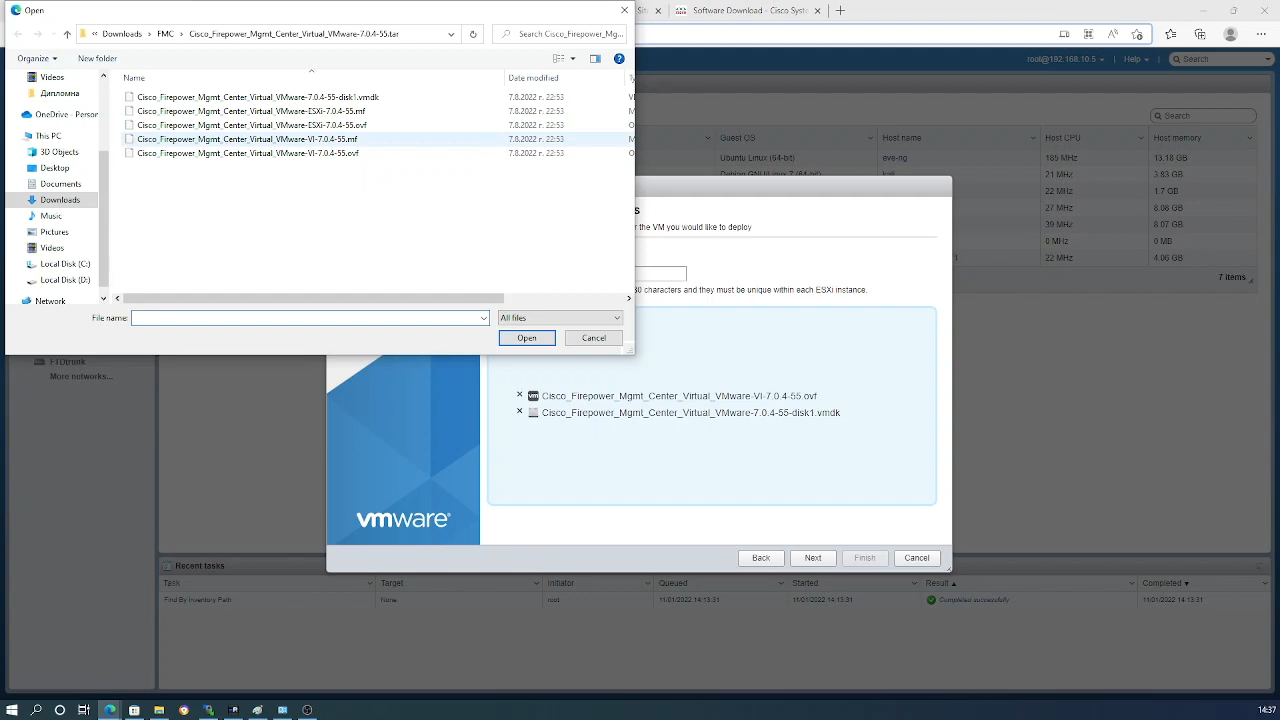 Open
Sit
Software Download - Cisco Syste
« Downloads › FMC › Cisco_Firepower_Mgmt_Center_Virtual_VMware-7.0.4-55.tar
Search Cisco_Firepower_Mg...
Organize
New folder
root@192.168.10.5
Help
Search
Name
Date modified
Ty
Videos
Дипломна
OneDrive - Person
This PC
3D Objects
Desktop
Documents
Downloads
Music
Pictures
Videos
Local Disk (C:)
Local Disk (D:)
Network
Cisco_Firepower_Mgmt_Center_Virtual_VMware-7.0.4-55-disk1.vmdk 7.8.2022 г. 22:53
Cisco_Firepower_Mgmt_Center_Virtual_VMware-ESXi-7.0.4-55.mf 7.8.2022 г. 22:53
Cisco_Firepower_Mgmt_Center_Virtual_VMware-ESXi-7.0.4-55.ovf 7.8.2022 г. 22:53
Cisco_Firepower_Mgmt_Center_Virtual_VMware-VI-7.0.4-55.mf 7.8.2022 г. 22:53
Cisco_Firepower_Mgmt_Center_Virtual_VMware-VI-7.0.4-55.ovf 7.8.2022 г. 22:53
File name:
All files
Open
Cancel
Search
Guest OS Host name Host CPU Host memory
Ubuntu Linux (64-bit) eve-ng 185 MHz 13.18 GB
Debian GNU/Linux 7 (64-bit) 21 MHz 3.83 GB
22 MHz 1.7 GB
27 MHz 8.08 GB
39 MHz 8.07 GB
0 MHz 0 MB
22 MHz 4.06 GB
7 items
s
r the VM you would like to deploy
80 characters and they must be unique within each ESXi instance.
FTDtrunk
More networks...
Cisco_Firepower_Mgmt_Center_Virtual_VMware-VI-7.0.4-55.ovf
Cisco_Firepower_Mgmt_Center_Virtual_VMware-7.0.4-55-disk1.vmdk
vmware
Back
Next
Finish
Cancel
Recent tasks
Task Target Initiator Queued Started Result Completed
Find By Inventory Path None root 11/01/2022 14:13:31 11/01/2022 14:13:31 Completed successfully 11/01/2022 14:13:31
14:37